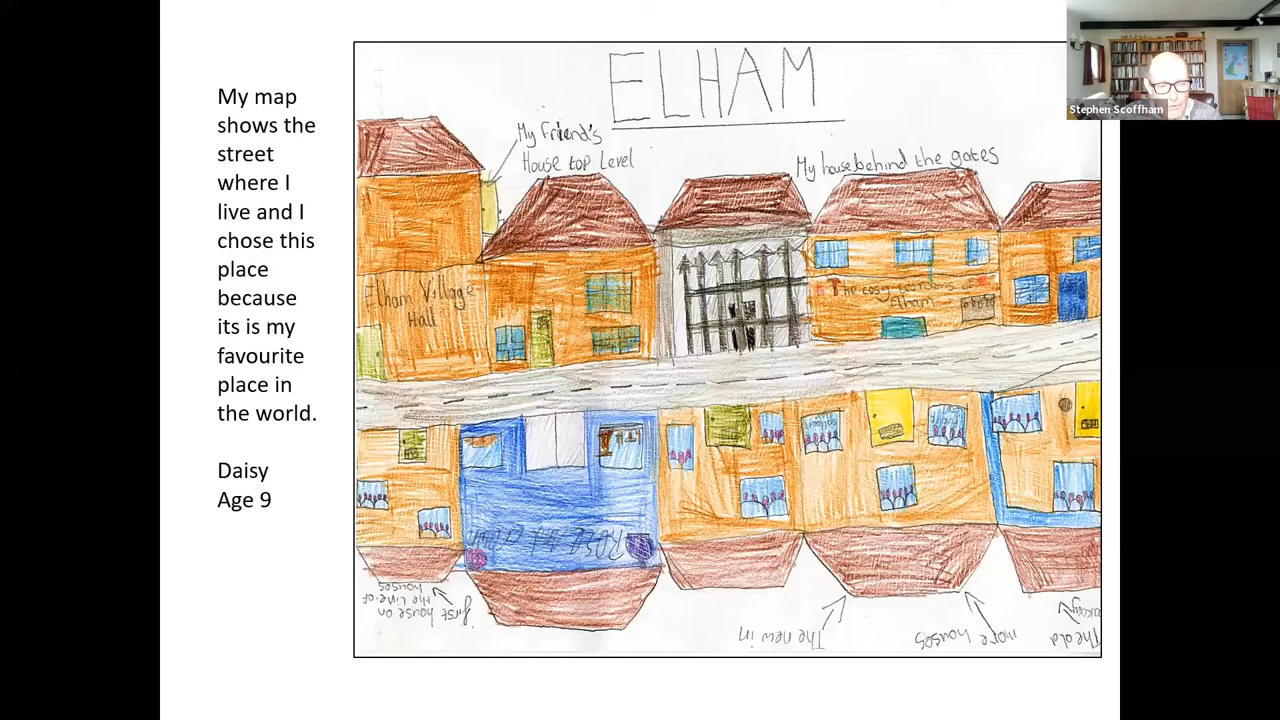 My map
shows the
street
where I
live and I
chose this
place
because
its is my
favourite
place in
the world.
Daisy
Age 9
Stephen Scoffham
ELHAM
My Friend's
House top Level
My house behind the gates
Elham Village
Hall
The cosy
Elham
ROSE
first house on
the line of
houses
The new in
more houses
The old